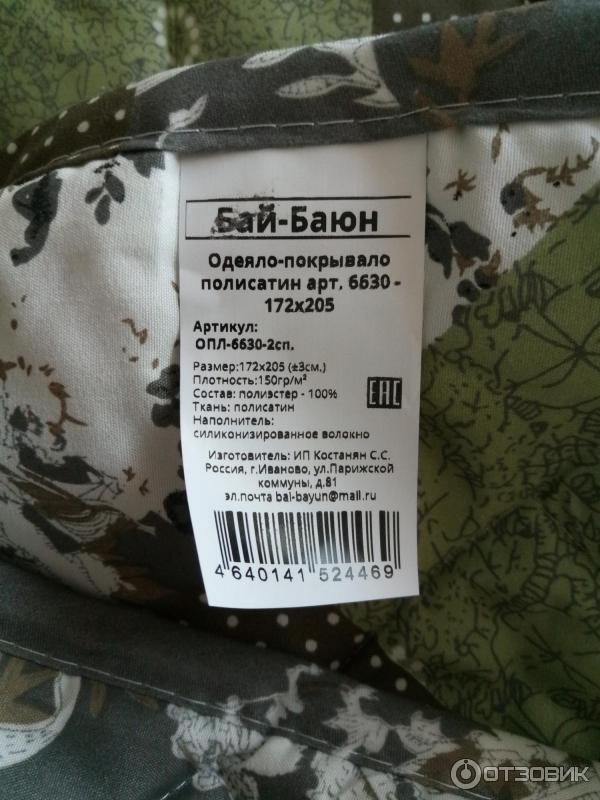 Бай-Баюн
Одеяло-покрывало
полисатин арт. 6630 -
172х205
Артикул:
ОПЛ-6630-2сп.
Размер:172х205 (±3см.)
Плотность:150гр/м²
Состав: полиэстер - 100%
Ткань: полисатин
Наполнитель:
силиконизированное волокно
EAC
Изготовитель: ИП Костанян С.С.
Россия, г.Иваново, ул.Парижской
коммуны, д.81
эл.почта bai-bayun@mail.ru
4 640141 524469
ОТЗОВИК